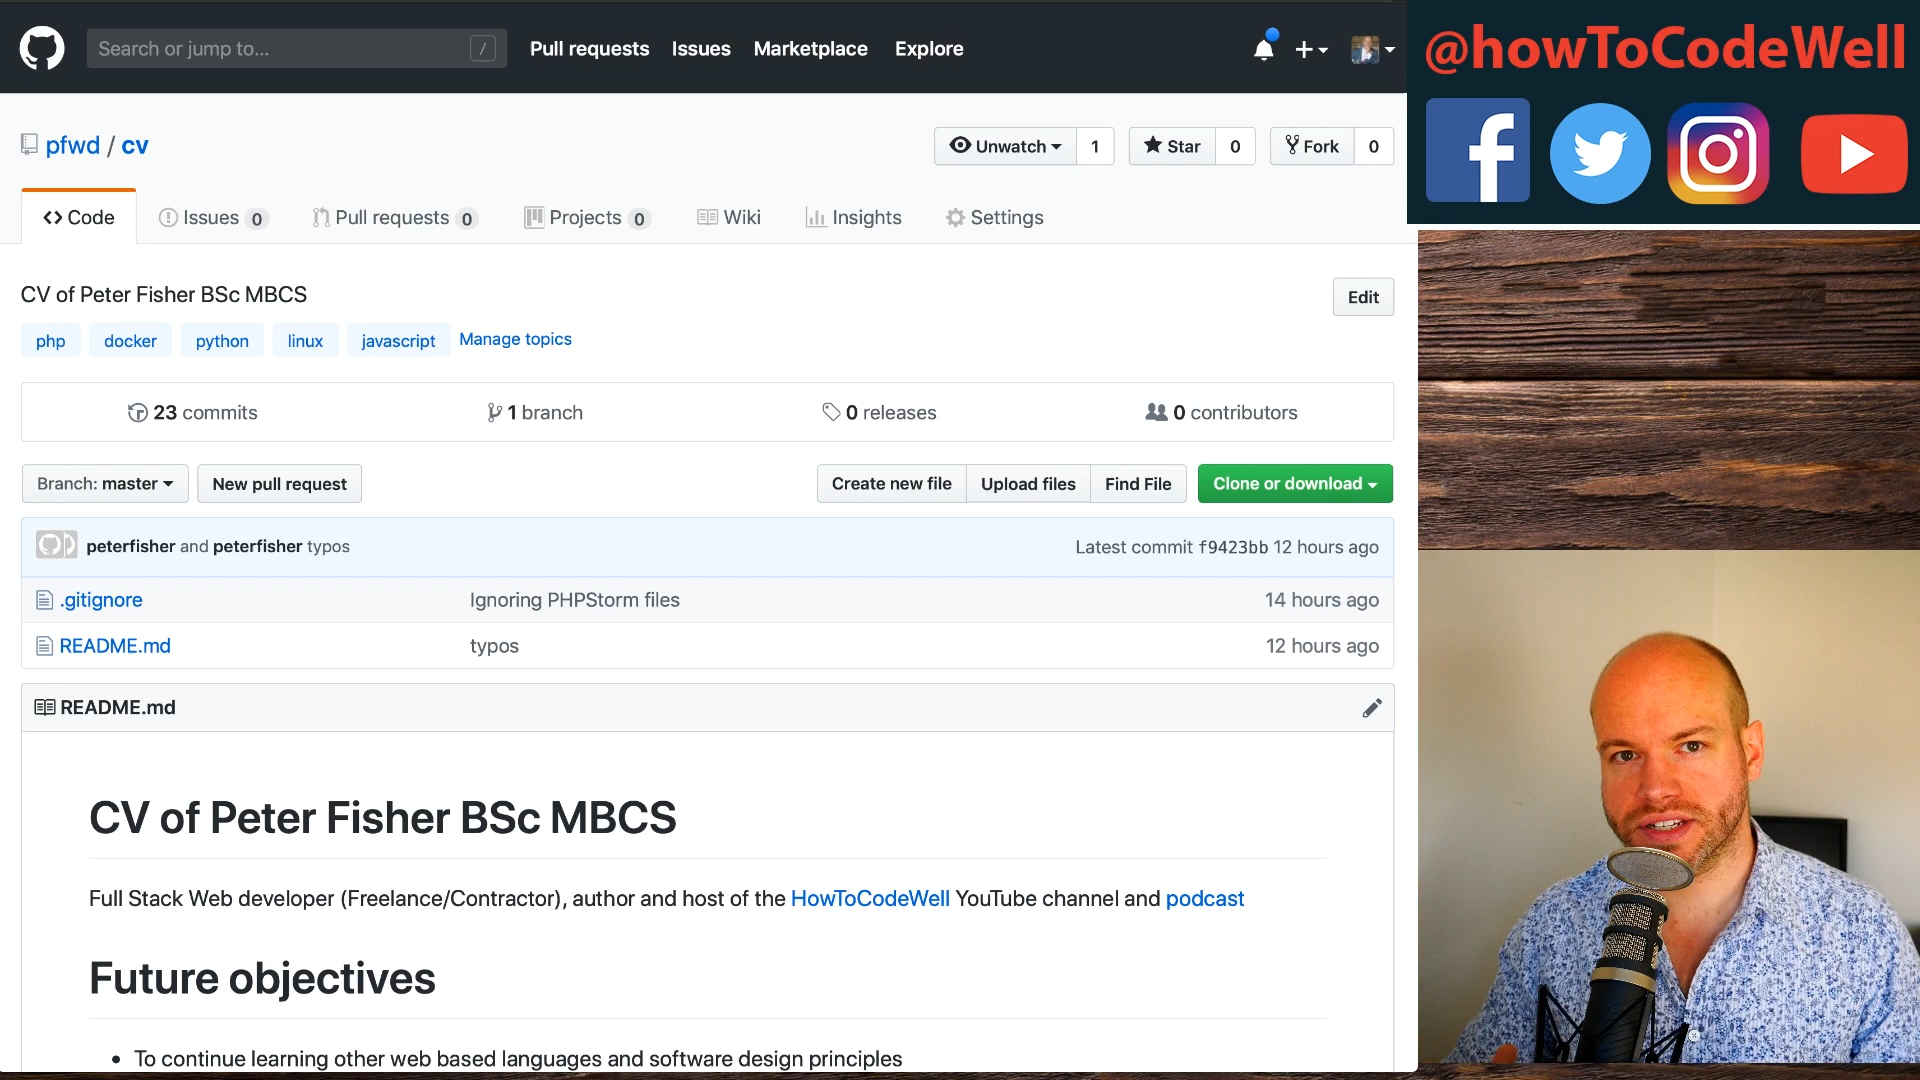 Search or jump to... /
Pull requests Issues Marketplace Explore
@howToCodeWell
pfwd / cv
Unwatch 1 Star 0 Fork 0
Code Issues 0 Pull requests 0 Projects 0 Wiki Insights Settings
CV of Peter Fisher BSc MBCS
Edit
php docker python linux javascript Manage topics
23 commits 1 branch 0 releases 0 contributors
Branch: master New pull request Create new file Upload files Find File Clone or download
peterfisher and peterfisher typos Latest commit f9423bb 12 hours ago
.gitignore Ignoring PHPStorm files 14 hours ago
README.md typos 12 hours ago
README.md
CV of Peter Fisher BSc MBCS
Full Stack Web developer (Freelance/Contractor), author and host of the HowToCodeWell YouTube channel and podcast
Future objectives
• To continue learning other web based languages and software design principles